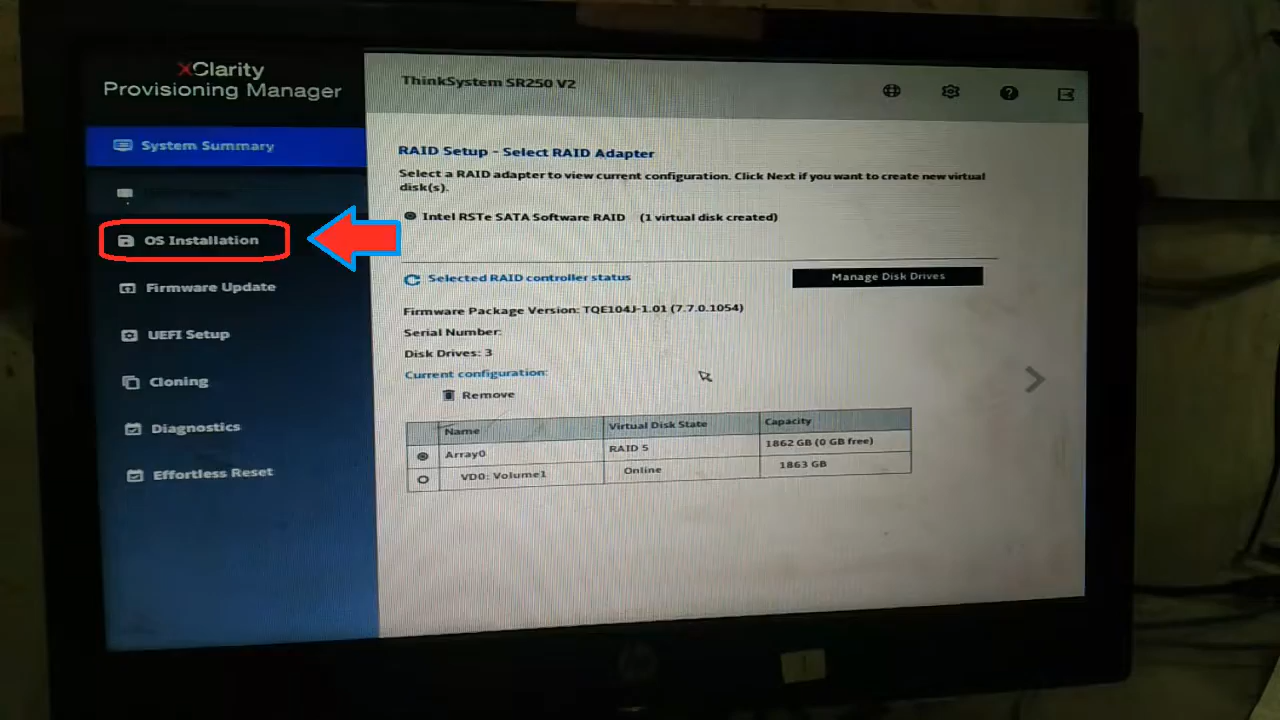 xClarity
Provisioning Manager
System Summary
OS Installation
Firmware Update
UEFI Setup
Cloning
Diagnostics
Effortless Reset
ThinkSystem SR250 V2
RAID Setup - Select RAID Adapter
Select a RAID adapter to view current configuration. Click Next if you want to create new virtual
disk(s).
Intel RSTe SATA Software RAID (1 virtual disk created)
Selected RAID controller status
Manage Disk Drives
Firmware Package Version: TQE104J-1.01 (7.7.0.1054)
Serial Number:
Disk Drives: 3
Current configuration:
Remove
Name Virtual Disk State Capacity
Array0 RAID 5 1862 GB (0 GB free)
VD0: Volume1 Online 1863 GB